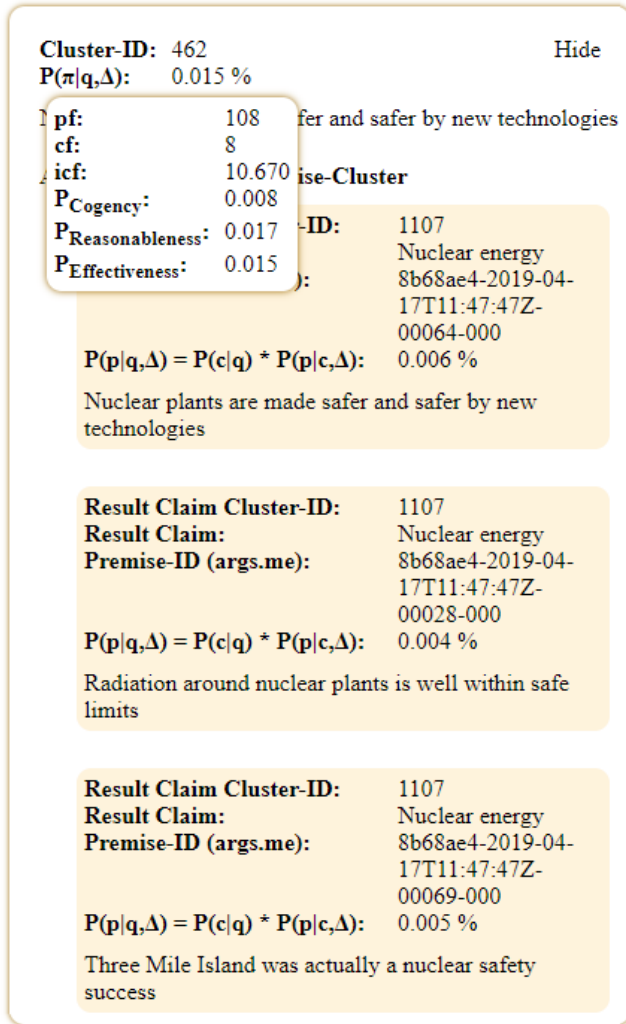 Cluster-ID: 462 Hide
P(π|q,Δ): 0.015 %
fer and safer by new technologies
pf: 108
cf: 8
icf: 10.670
ise-Cluster
PCogency: 0.008
PReasonableness: 0.017
PEffectiveness: 0.015
-ID: 1107
Nuclear energy
): 8b68ae4-2019-04-
17T11:47:47Z-
00064-000
P(p|q,Δ) = P(c|q) * P(p|c,Δ): 0.006 %
Nuclear plants are made safer and safer by new
technologies
Result Claim Cluster-ID: 1107
Result Claim: Nuclear energy
Premise-ID (args.me): 8b68ae4-2019-04-
17T11:47:47Z-
00028-000
P(p|q,Δ) = P(c|q) * P(p|c,Δ): 0.004 %
Radiation around nuclear plants is well within safe
limits
Result Claim Cluster-ID: 1107
Result Claim: Nuclear energy
Premise-ID (args.me): 8b68ae4-2019-04-
17T11:47:47Z-
00069-000
P(p|q,Δ) = P(c|q) * P(p|c,Δ): 0.005 %
Three Mile Island was actually a nuclear safety
success